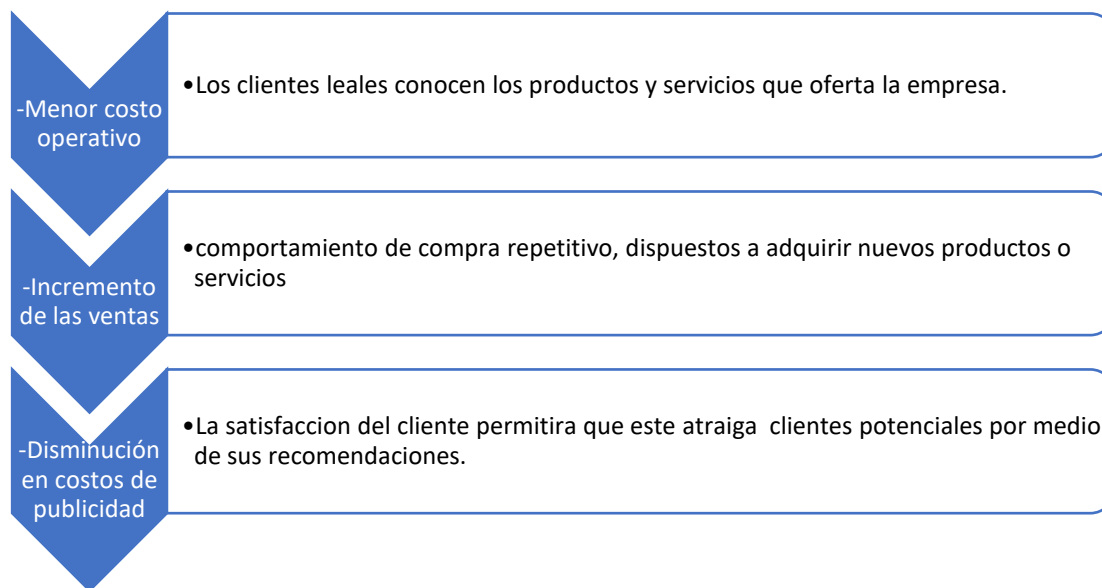 -Menor costo
operativo
•Los clientes leales conocen los productos y servicios que oferta la empresa.
-Incremento
de las ventas
•comportamiento de compra repetitivo, dispuestos a adquirir nuevos productos o
servicios
-Disminución
en costos de
publicidad
•La satisfaccion del cliente permitira que este atraiga  clientes potenciales por medio
de sus recomendaciones.